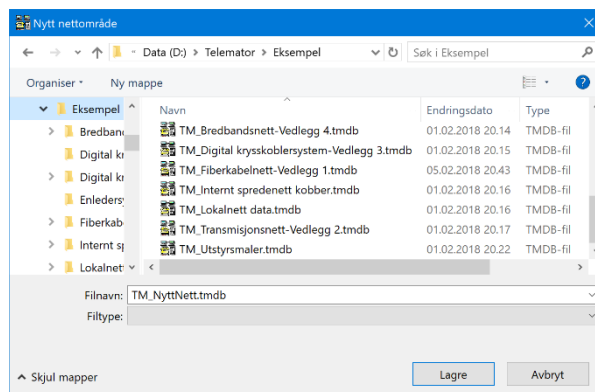 Nytt nettområde
« Data (D:) > Telemator > Eksempel
Søk i Eksempel
Organiser Ny mappe
Eksempel
Bredband
Digital kr
Digital kr
Enledersy
Fiberkab
Internt sp
Lokalnet
Navn Endringsdato Type
TM_Bredbandsnett-Vedlegg 4.tmdb 01.02.2018 20.14 TMDB-fil
TM_Digital krysskoblersystem-Vedlegg 3.tmdb 01.02.2018 20.15 TMDB-fil
TM_Fiberkabelnett-Vedlegg 1.tmdb 05.02.2018 20.43 TMDB-fil
TM_Internt spredenett kobber.tmdb 01.02.2018 20.16 TMDB-fil
TM_Lokalnett data.tmdb 01.02.2018 20.16 TMDB-fil
TM_Transmisjonsnett-Vedlegg 2.tmdb 01.02.2018 20.17 TMDB-fil
TM_Utstyrsmaler.tmdb 01.02.2018 20.22 TMDB-fil
Filnavn: TM_NyttNett.tmdb
Filtype:
Skjul mapper
Lagre Avbryt